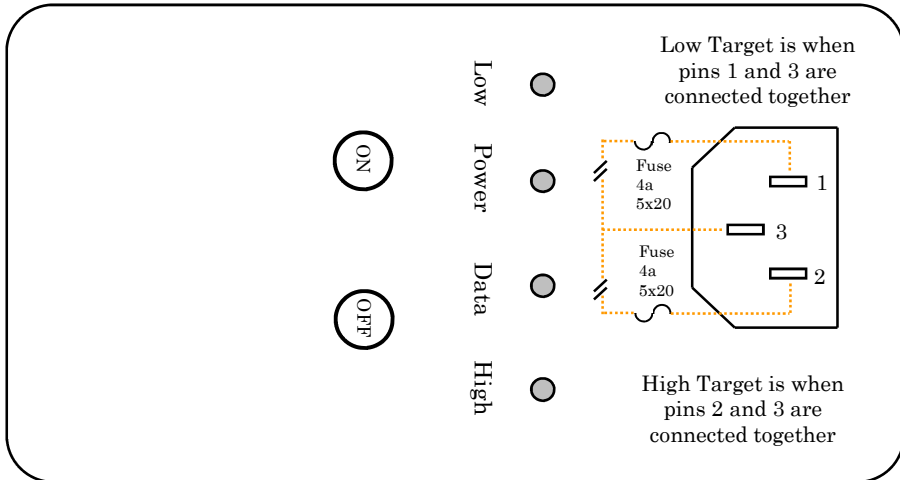 Low Target is when
pins 1 and 3 are
connected together
Low
Power
Data
High
ON
OFF
Fuse
4a
5x20
1
3
Fuse
4a
5x20
2
High Target is when
pins 2 and 3 are
connected together